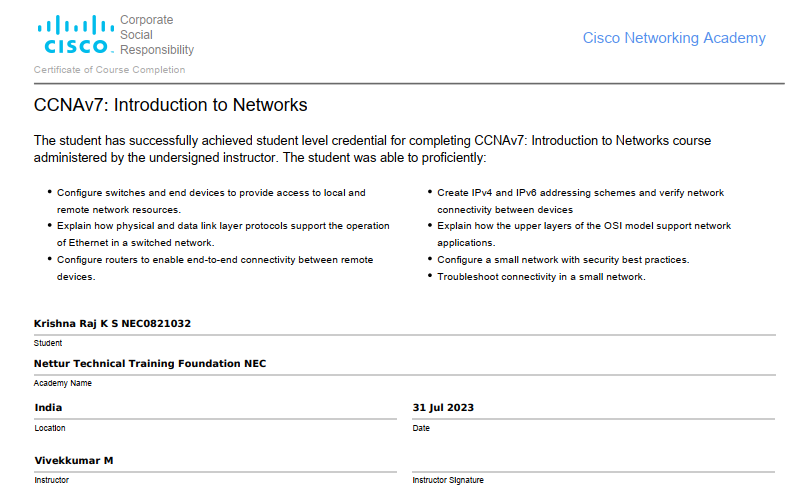 Corporate
Social
Responsibility
CISCO
Cisco Networking Academy
Certificate of Course Completion
CCNAv7: Introduction to Networks
The student has successfully achieved student level credential for completing CCNAv7: Introduction to Networks course
administered by the undersigned instructor. The student was able to proficiently:
• Configure switches and end devices to provide access to local and
remote network resources.
• Explain how physical and data link layer protocols support the operation
of Ethernet in a switched network.
• Configure routers to enable end-to-end connectivity between remote
devices.
• Create IPv4 and IPv6 addressing schemes and verify network
connectivity between devices
• Explain how the upper layers of the OSI model support network
applications.
• Configure a small network with security best practices.
• Troubleshoot connectivity in a small network.
Krishna Raj K S NEC0821032
Student
Nettur Technical Training Foundation NEC
Academy Name
India
Location
31 Jul 2023
Date
Vivekkumar M
Instructor
Instructor Signature